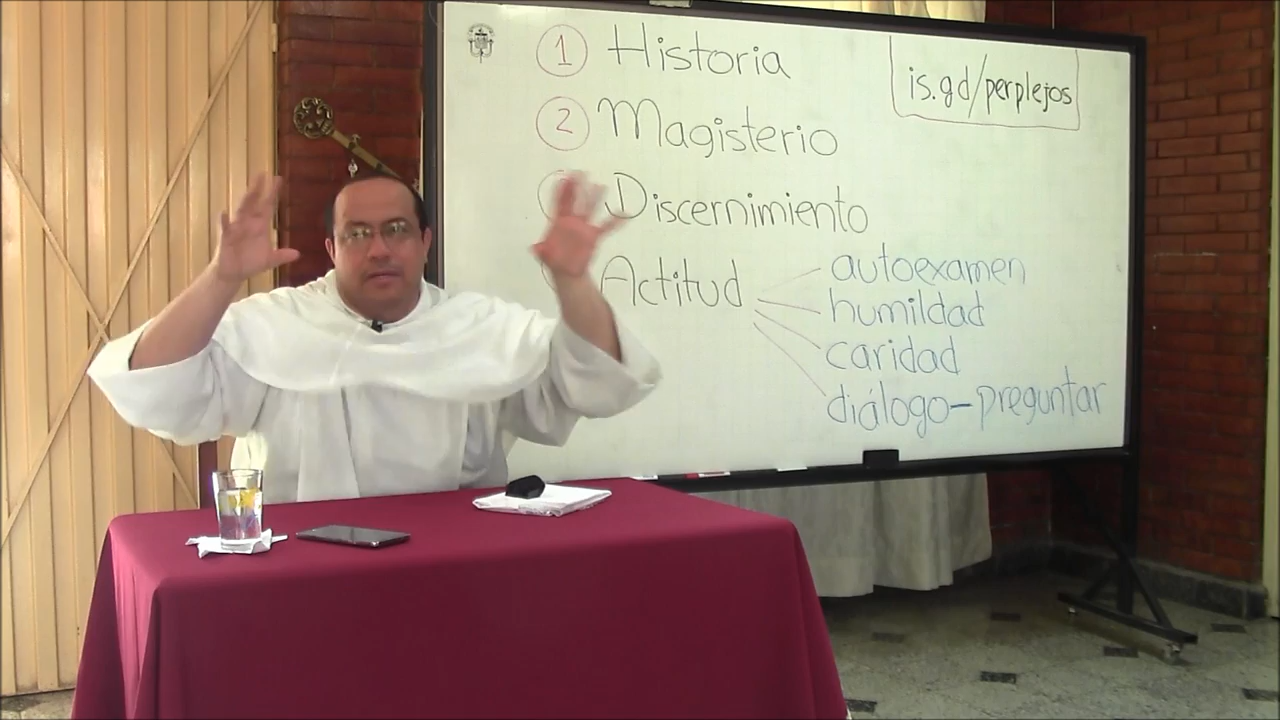 1 Historia
is.gd/perplejos
2 Magisterio
Discernimiento
Actitud
autoexamen
humildad
caridad
diálogo-preguntar